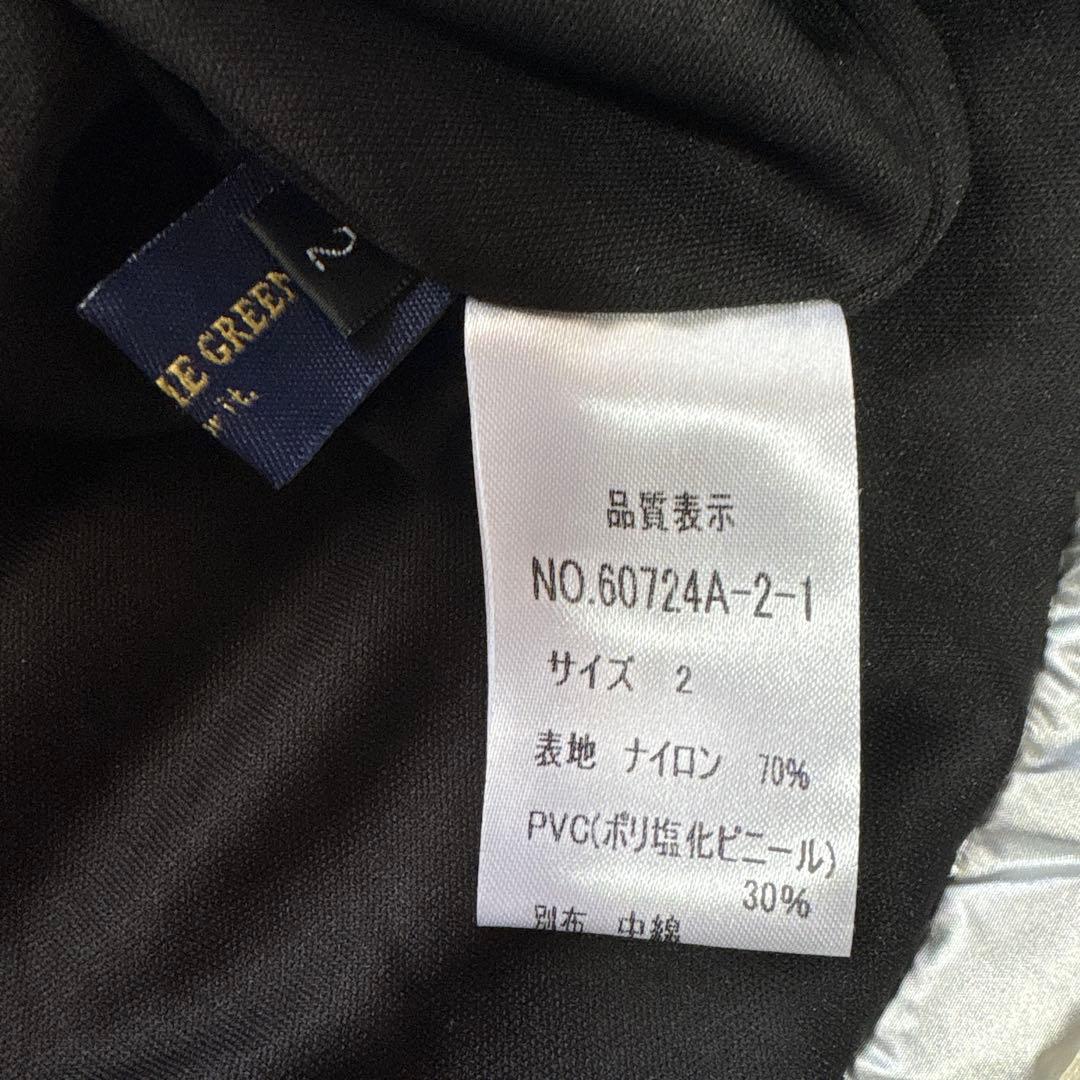 2
GREEN
it.
品質表示
NO.60724A-2-1
サイズ 2
表地 ナイロン 70%
PVC(ポリ塩化ビニール)
30%
別布 中綿